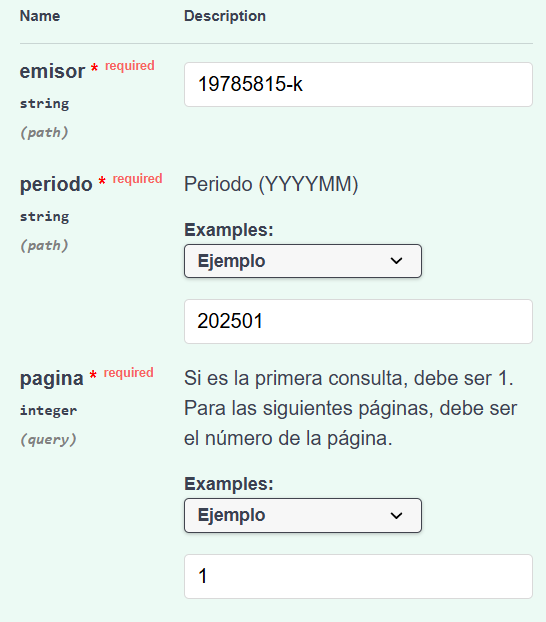 Name Description
emisor * required
string
(path)
19785815-k
periodo * required
string
(path)
Periodo (YYYYMM)
Examples:
Ejemplo
202501
pagina * required
integer
(query)
Si es la primera consulta, debe ser 1.
Para las siguientes páginas, debe ser
el número de la página.
Examples:
Ejemplo
1